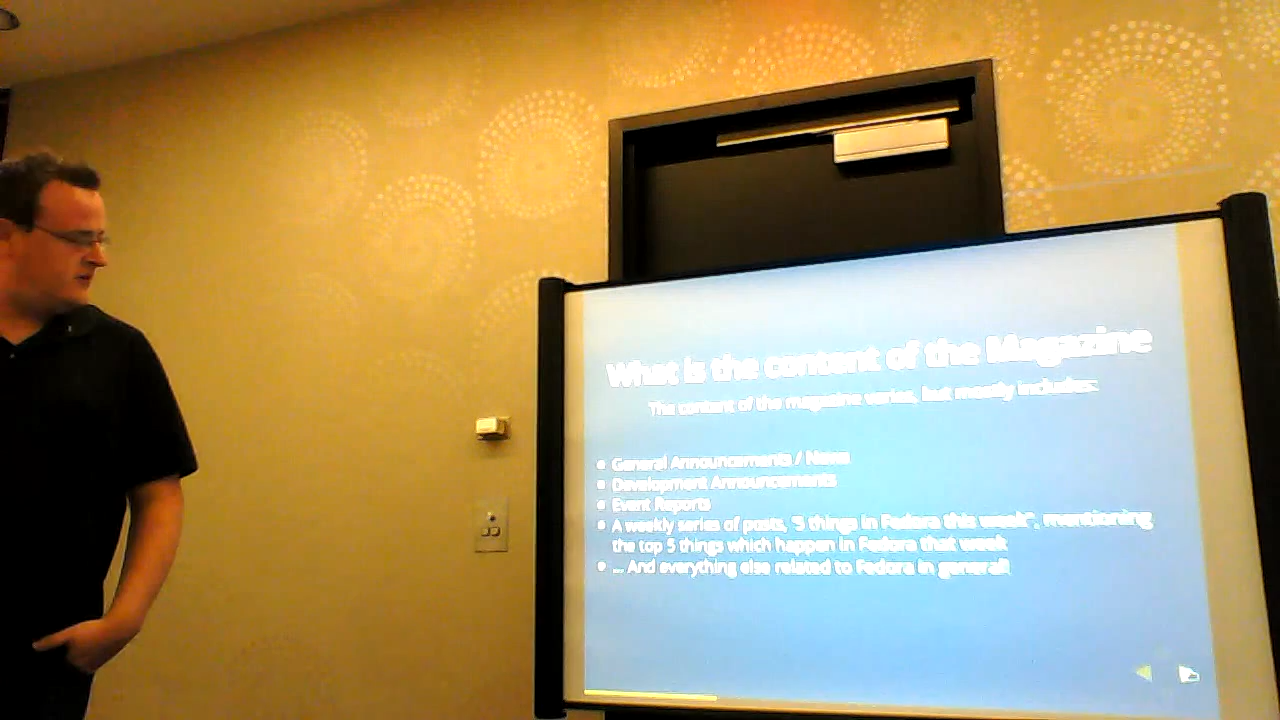 What is the content of the Magazine
The content of the magazine varies, but mostly includes:
General Announcements / News
Development Announcements
Event Reports
A weekly series of posts, "5 things in Fedora this week", mentioning
the top 5 things which happen in Fedora that week
... And everything else related to Fedora in general!